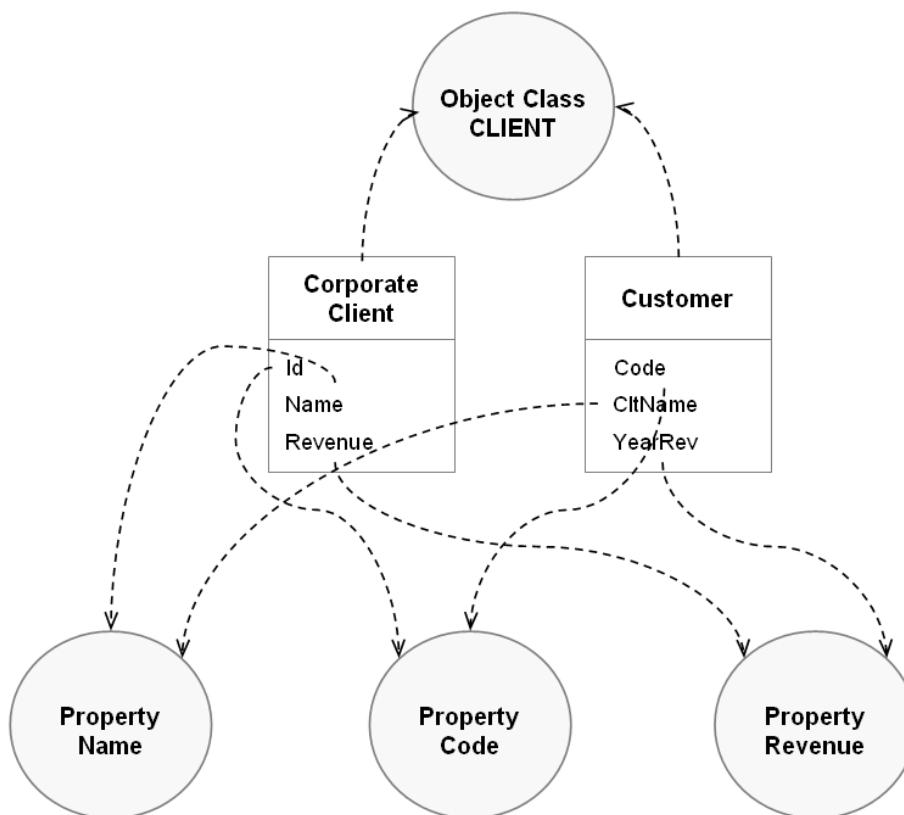 Object Class
CLIENT
Corporate
Client
Id
Name
Revenue
Customer
Code
CltName
YearRev
Property
Name
Property
Code
Property
Revenue